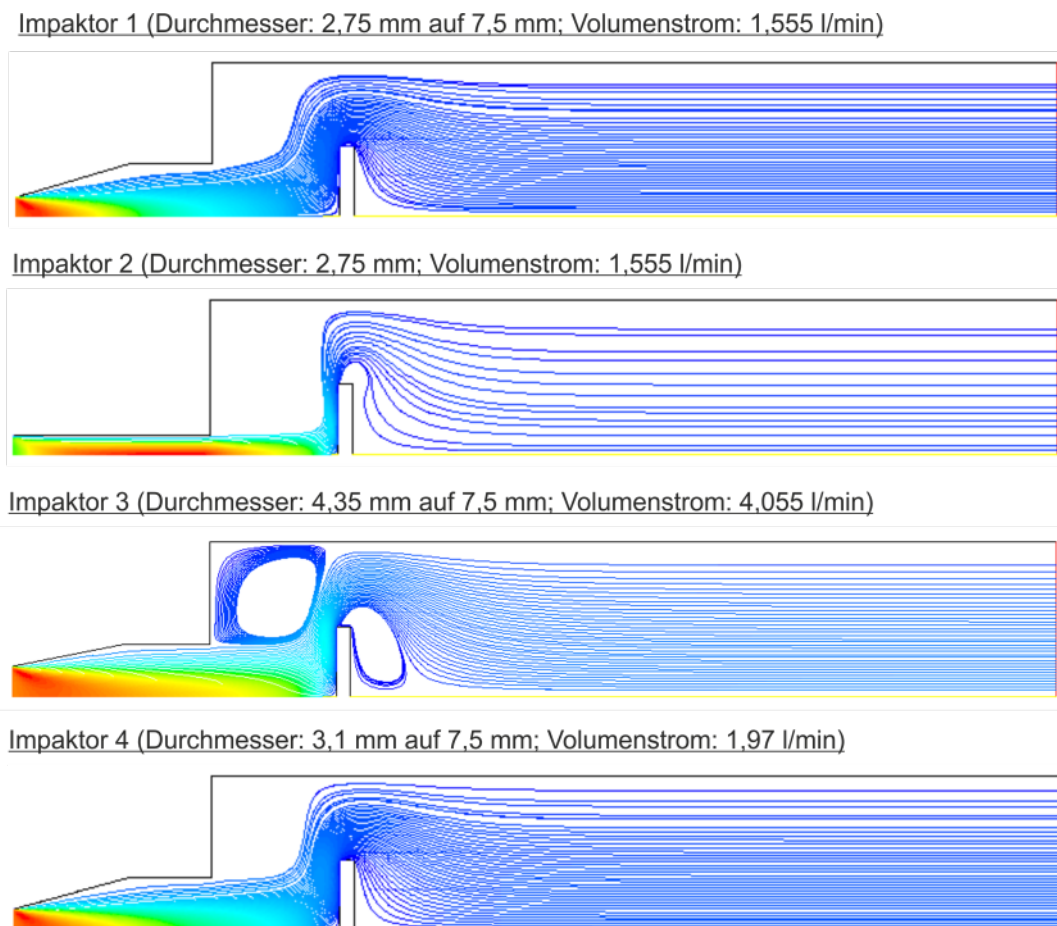 Impaktor 1 (Durchmesser: 2,75 mm auf 7,5 mm; Volumenstrom: 1,555 l/min)
Impaktor 2 (Durchmesser: 2,75 mm; Volumenstrom: 1,555 l/min)
Impaktor 3 (Durchmesser: 4,35 mm auf 7,5 mm; Volumenstrom: 4,055 l/min)
Impaktor 4 (Durchmesser: 3,1 mm auf 7,5 mm; Volumenstrom: 1,97 l/min)